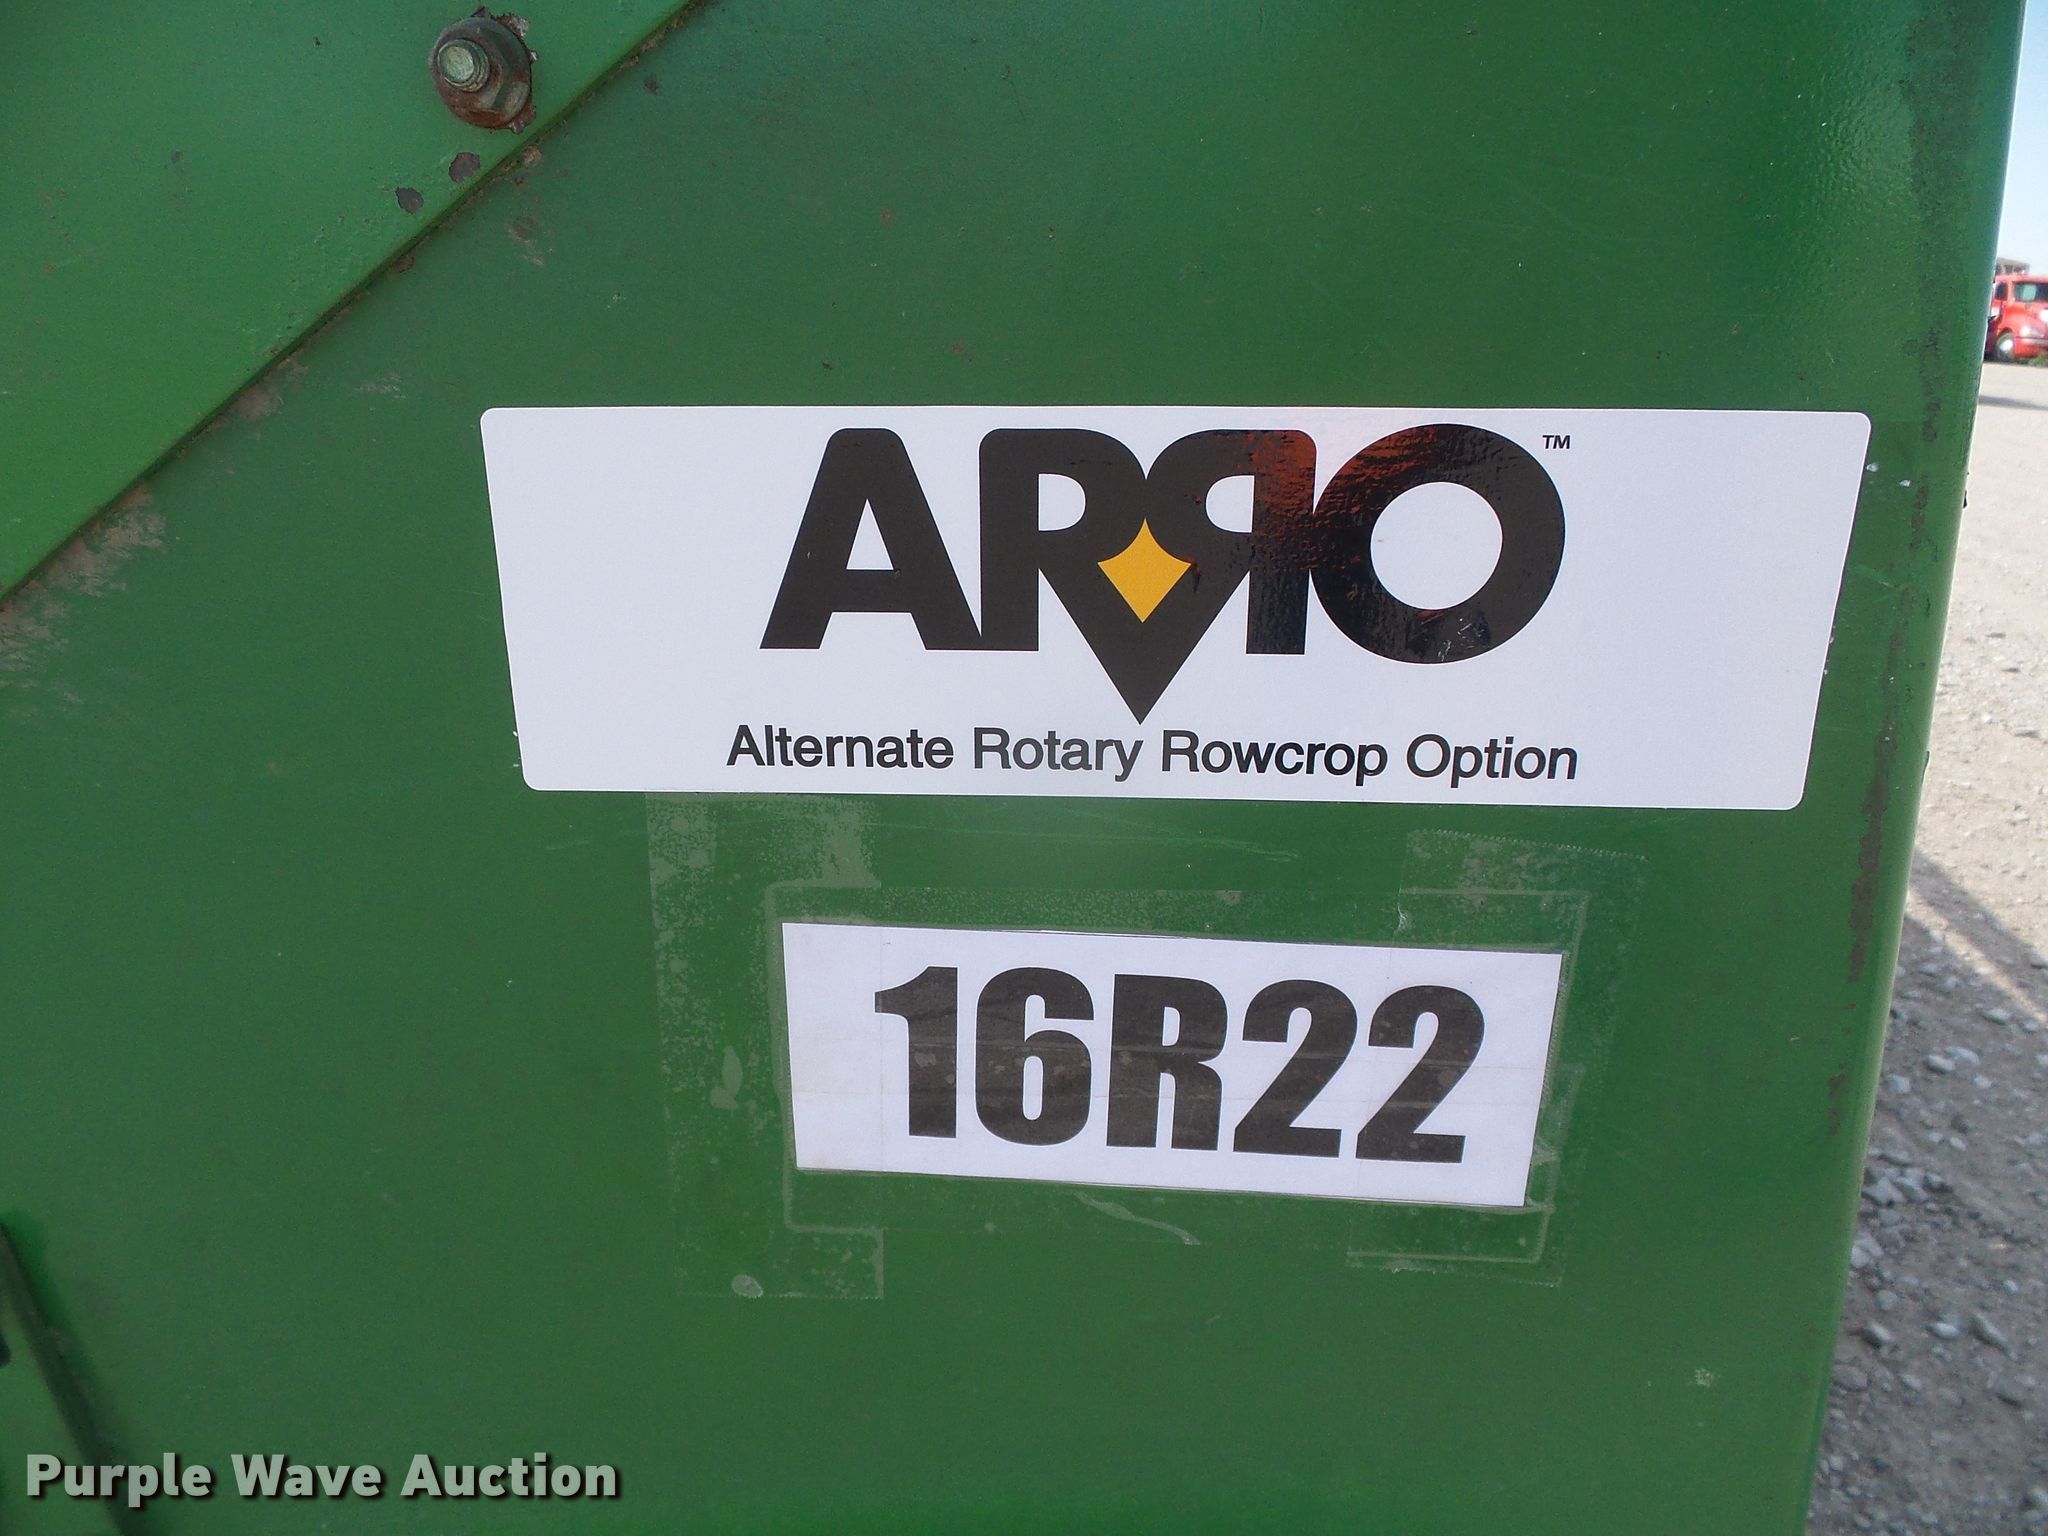 ARRO™
Alternate Rotary Rowcrop Option
16R22
Purple Wave Auction